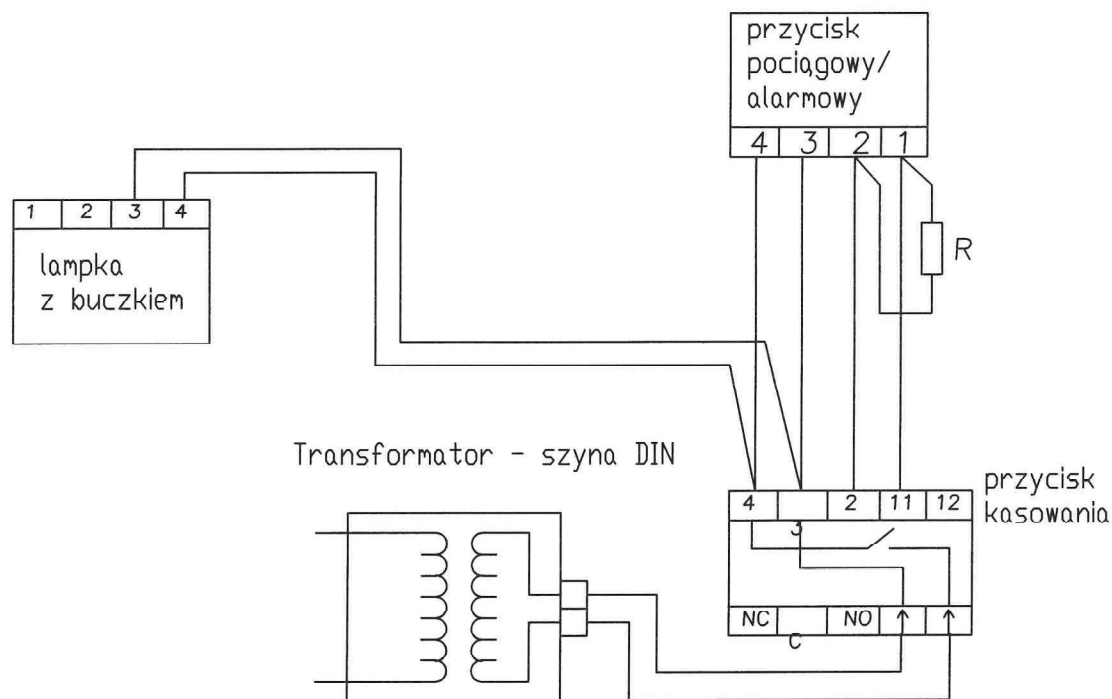 przycisk
pociągowy/
alarmowy
4 3 2 1
1 2 3 4
lampka
z buczkiem
R
Transformator - szyna DIN
przycisk
kasowania
4 2 11 12
3
NC NO
C